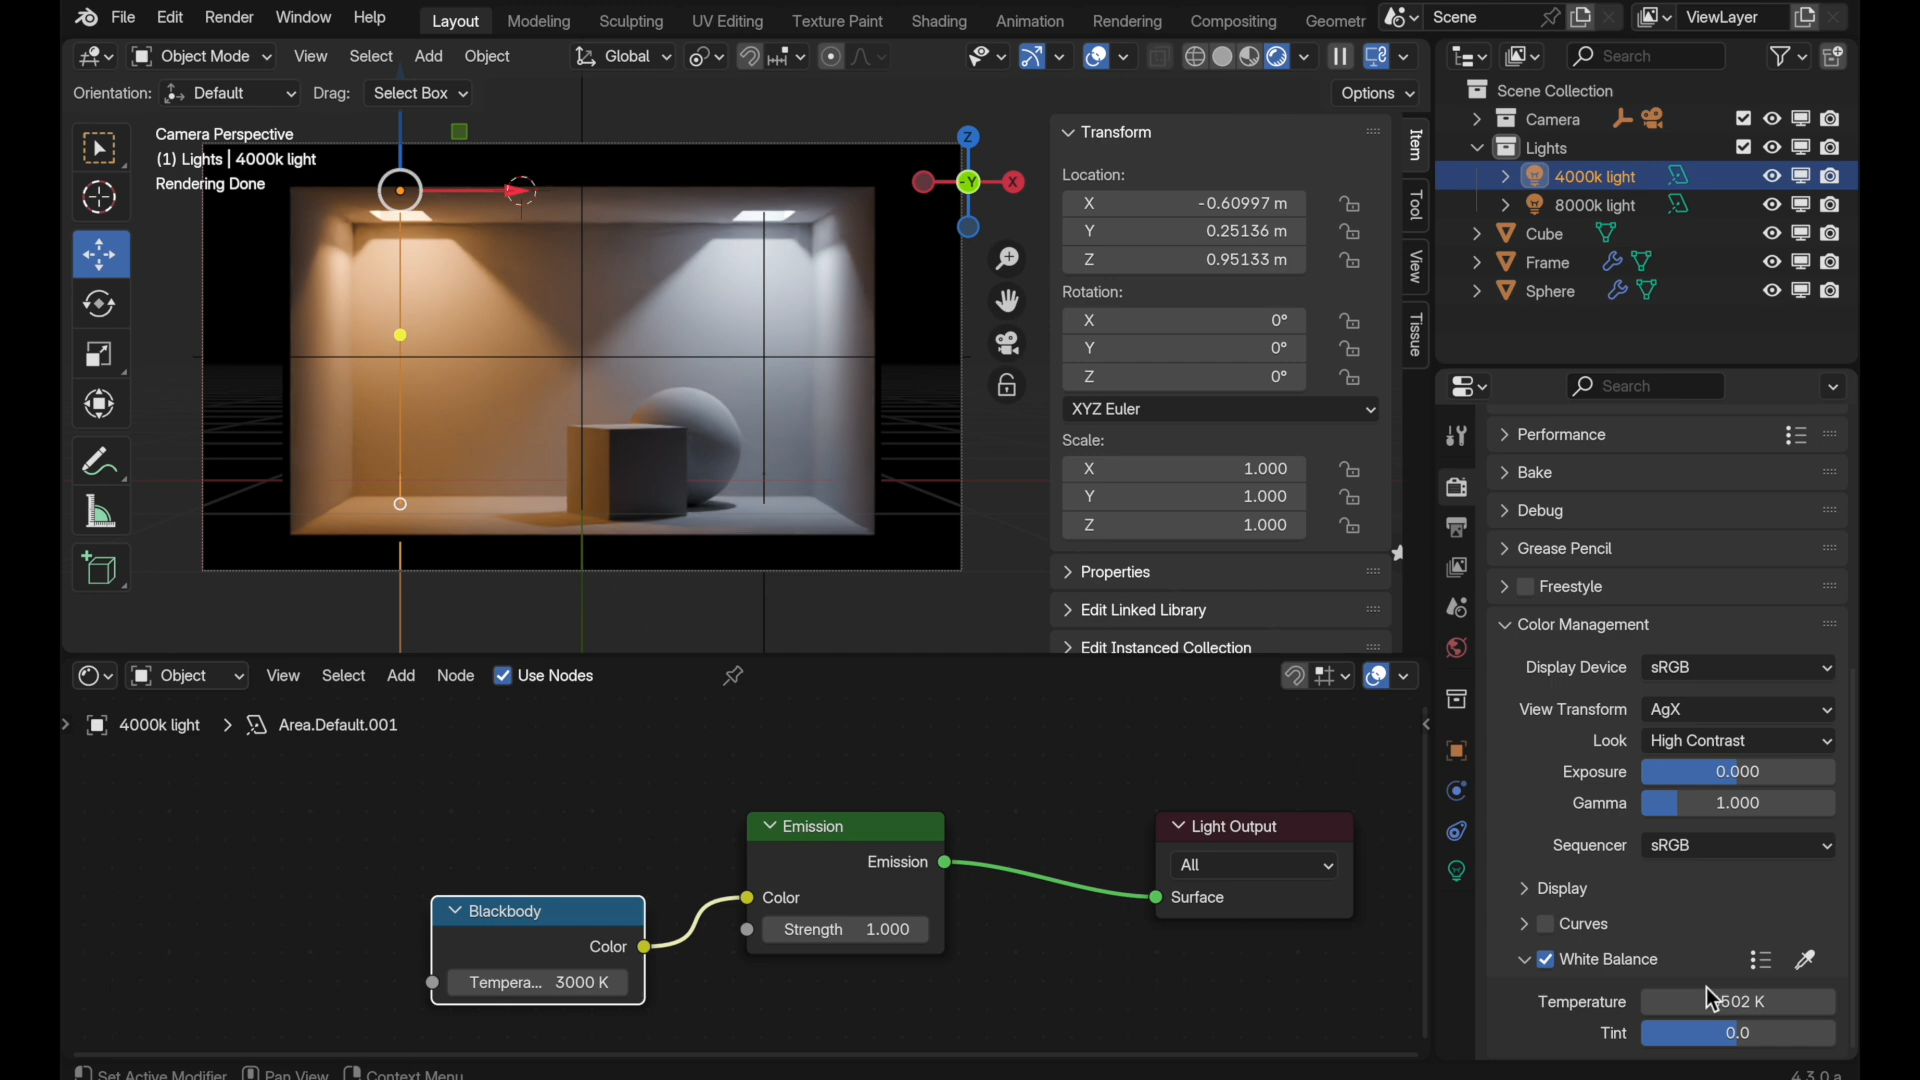 File Edit Render Window Help Layout Modeling Sculpting UV Editing Texture Paint Shading Animation Rendering Compositing Geometr Scene ViewLayer
Object Mode View Select Add Object Global Options Search
Orientation: Default Drag: Select Box Options
Camera Perspective
(1) Lights | 4000k light
Rendering Done
Z
-Y
X
Transform
Location:
X -0.60997 m
Y 0.25136 m
Z 0.95133 m
Rotation:
X 0°
Y 0°
Z 0°
XYZ Euler
Scale:
X 1.000
Y 1.000
Z 1.000
Properties
Edit Linked Library
Edit Instanced Collection
Item
Tool
View
Tissue
Scene Collection
Camera
Lights
4000k light
8000k light
Cube
Frame
Sphere
Search
Performance
Bake
Debug
Grease Pencil
Freestyle
Color Management
Display Device sRGB
View Transform AgX
Look High Contrast
Exposure 0.000
Gamma 1.000
Sequencer sRGB
Display
Curves
White Balance
Temperature 502 K
Tint 0.0
Object View Select Add Node Use Nodes
4000k light > Area.Default.001
Blackbody
Color
Tempera... 3000 K
Emission
Emission
Color
Strength 1.000
Light Output
All
Surface
Set Active Modifier Pan View Context Menu
4.3.0 a